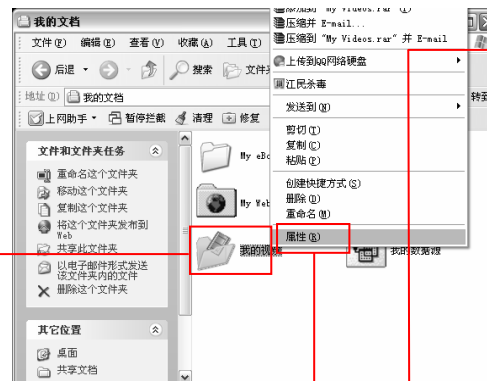 我的文档
文件(F) 编辑(E) 查看(V) 收藏(A) 工具(T)
后退
搜索
地址(D) 我的文档
转到
上网助手 暂停拦截 清理 修复
文件和文件夹任务
重命名这个文件夹
移动这个文件夹
复制这个文件夹
将这个文件夹发布到
Web
共享此文件夹
以电子邮件形式发送
该文件夹内的文件
删除这个文件夹
其它位置
桌面
共享文档
My eBo
My Web
我的视频
我的数据源
添加到 "My Videos.rar" (T)
压缩并 E-mail...
压缩到 "My Videos.rar" 并 E-mail
上传到QQ网络硬盘
江民杀毒
发送到(N)
剪切(T)
复制(C)
粘贴(P)
创建快捷方式(S)
删除(D)
重命名(M)
属性(R)